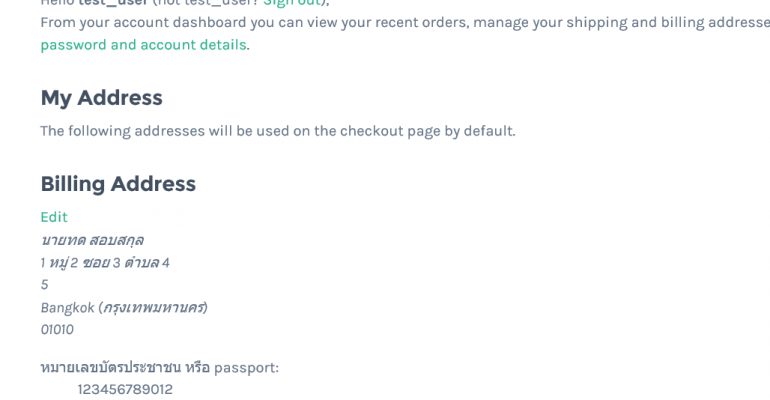 Hello test_user (not test_user? Sign out),
From your account dashboard you can view your recent orders, manage your shipping and billing addresse
password and account details.
My Address
The following addresses will be used on the checkout page by default.
Billing Address
Edit
นายทด สอบสกุล
1 หมู่ 2 ซอย 3 ตำบล 4
5
Bangkok (กรุงเทพมหานคร)
01010
หมายเลขบัตรประชาชน หรือ passport:
123456789012